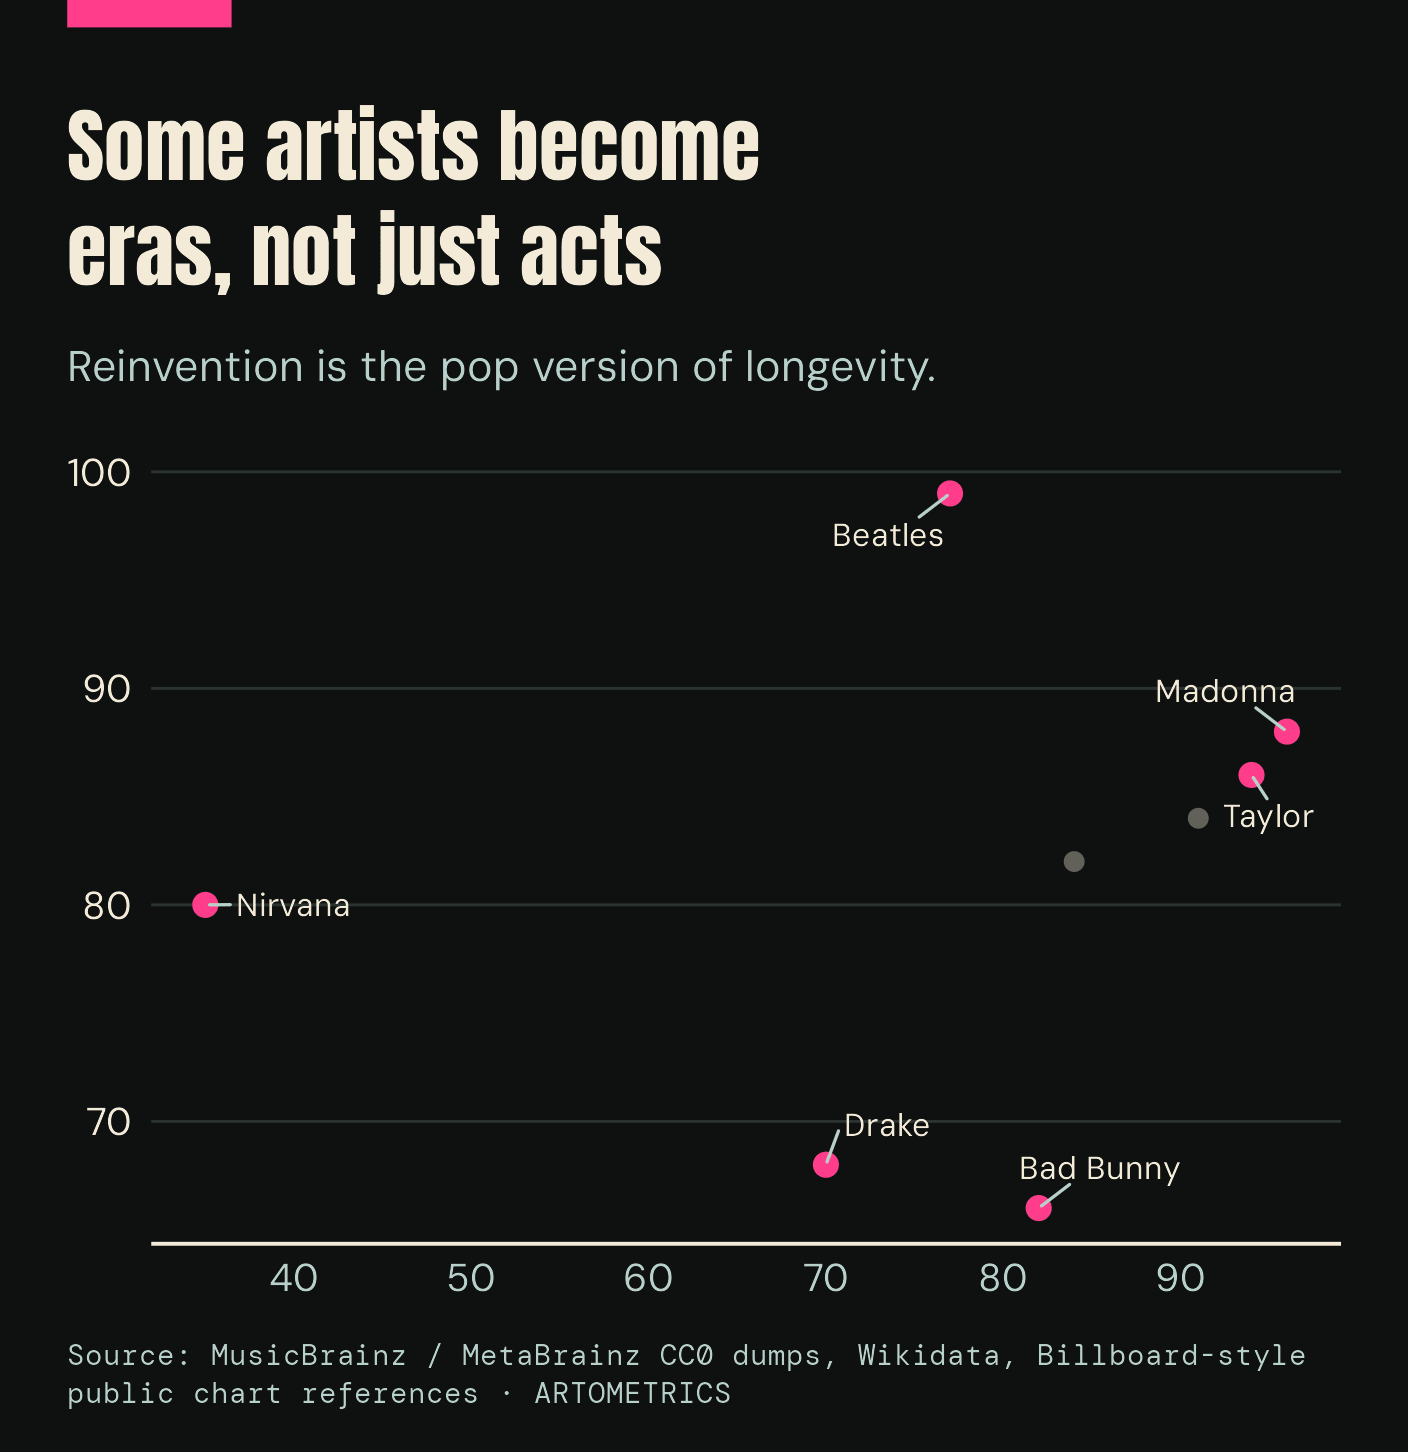 Some artists become
eras, not just acts
Reinvention is the pop version of longevity.
100
Beatles
90
Madonna
Taylor
80
Nirvana
70
Drake
Bad Bunny
40 50 60 70 80 90
Source: MusicBrainz / MetaBrainz CC0 dumps, Wikidata, Billboard-style
public chart references · ARTOMETRICS